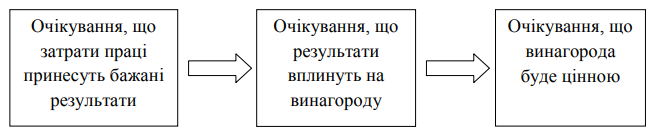 Очікування, що
затрати праці
принесуть бажані
результати
Очікування, що
результати
вплинуть на
винагороду
Очікування, що
винагорода
буде цінною